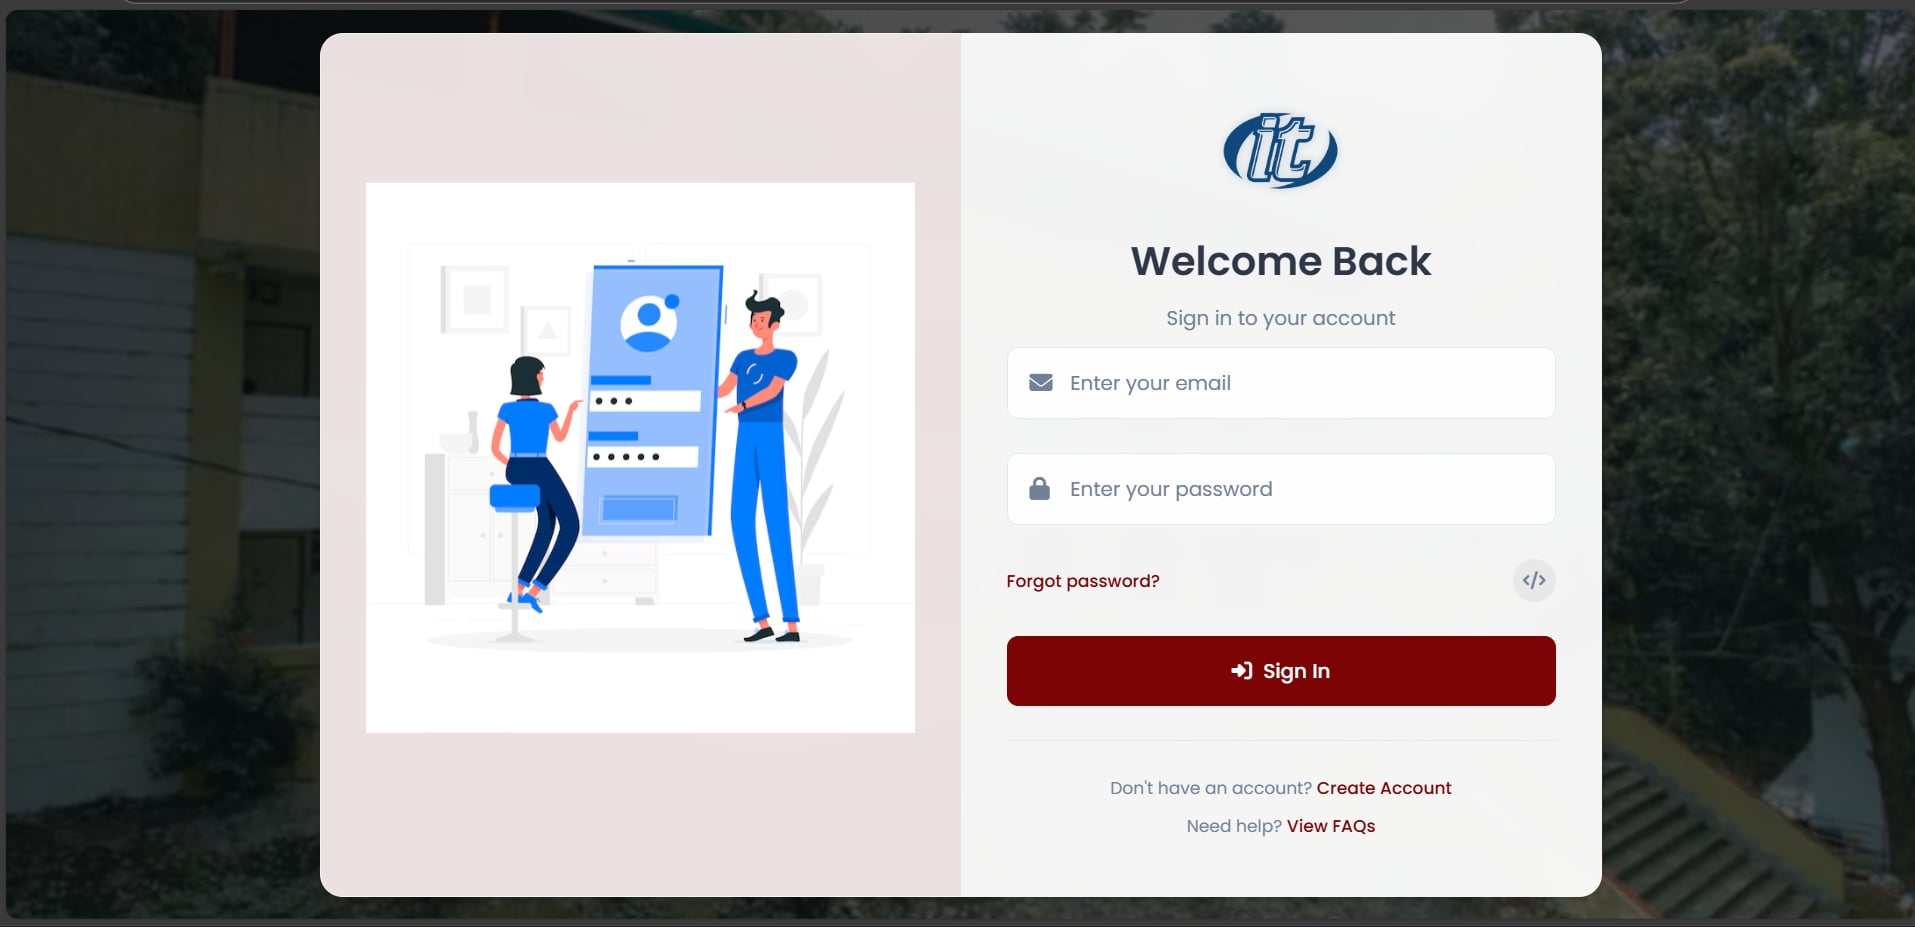 it
Welcome Back
Sign in to your account
Enter your email
Enter your password
Forgot password?
</>
Sign In
Don't have an account? Create Account
Need help? View FAQs